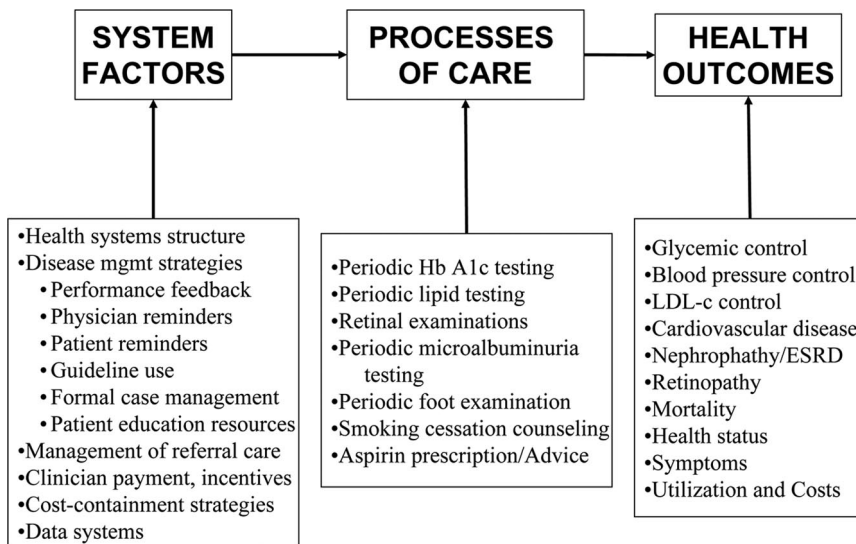 SYSTEM
FACTORS
PROCESSES
OF CARE
HEALTH
OUTCOMES
•Health systems structure
•Disease mgmt strategies
•Performance feedback
•Physician reminders
•Patient reminders
•Guideline use
•Formal case management
•Patient education resources
•Management of referral care
•Clinician payment, incentives
•Cost-containment strategies
•Data systems
•Periodic Hb A1c testing
•Periodic lipid testing
•Retinal examinations
•Periodic microalbuminuria
testing
•Periodic foot examination
•Smoking cessation counseling
•Aspirin prescription/Advice
•Glycemic control
•Blood pressure control
•LDL-c control
•Cardiovascular disease
•Nephrophathy/ESRD
•Retinopathy
•Mortality
•Health status
•Symptoms
•Utilization and Costs